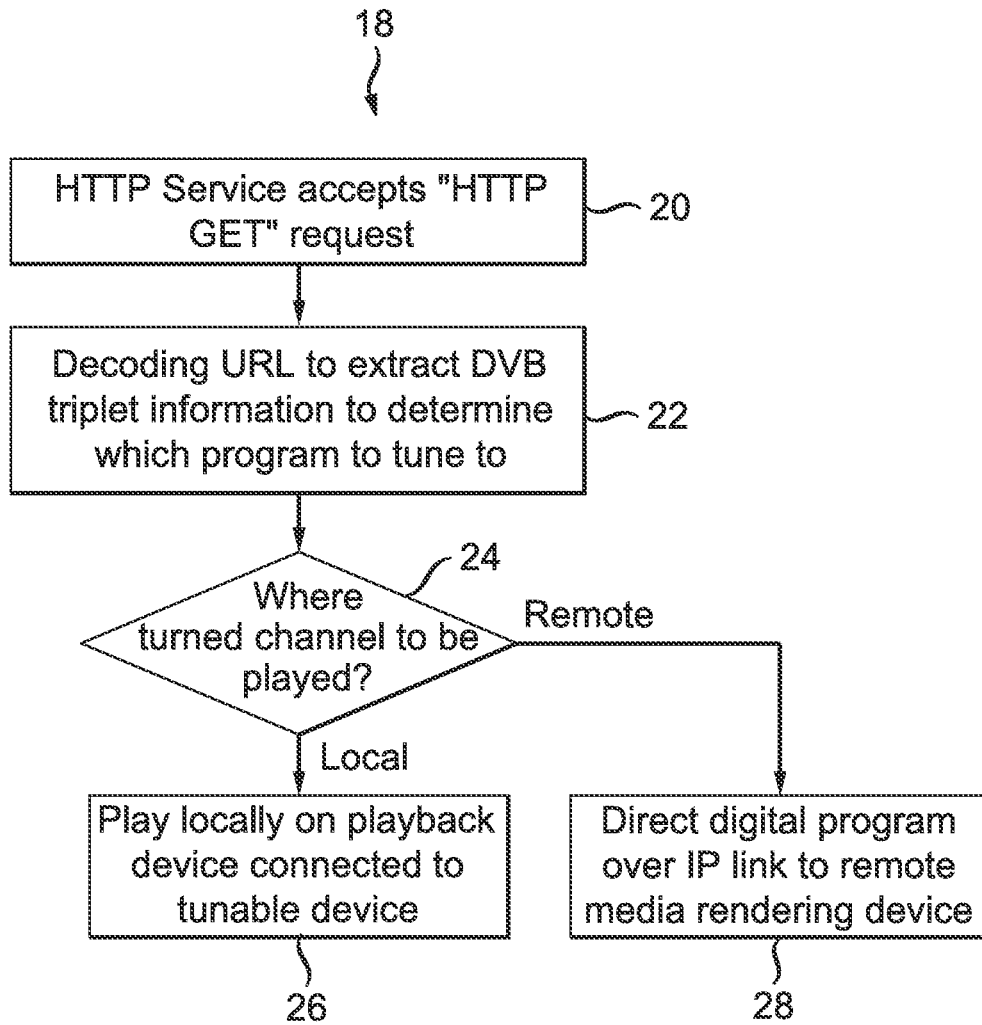 18
HTTP Service accepts "HTTP
GET" request
20
Decoding URL to extract DVB
triplet information to determine
which program to tune to
22
24
Where
turned channel to be
played?
Remote
Local
Play locally on playback
device connected to
tunable device
26
Direct digital program
over IP link to remote
media rendering device
28